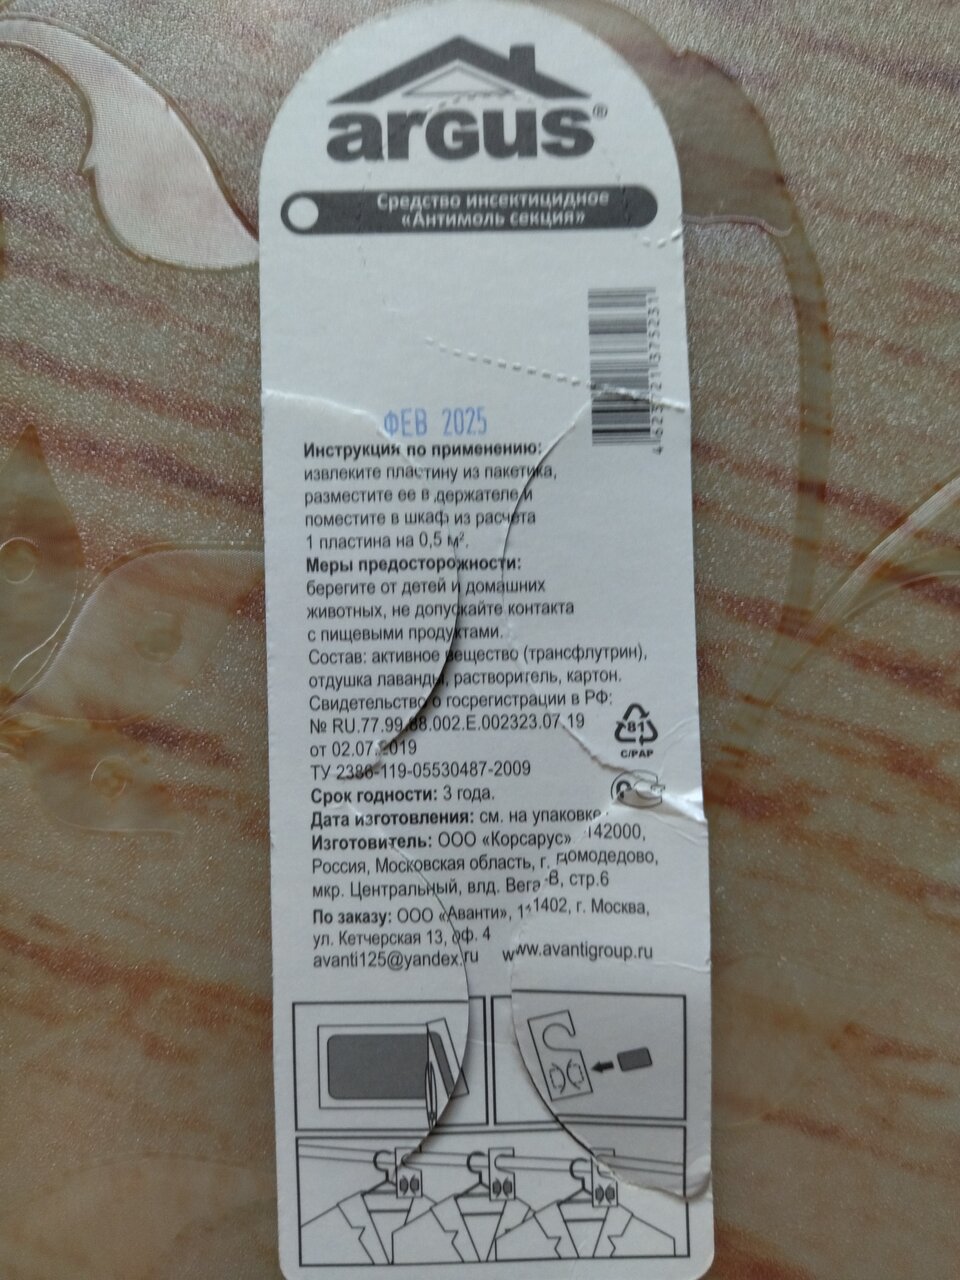 argus®
Средство инсектицидное
«Антимоль секция»
ФЕВ 2025
Инструкция по применению:
извлеките пластину из пакетика,
разместите ее в держателе и
поместите в шкаф из расчёта
1 пластина на 0,5 м².
Меры предосторожности:
берегите от детей и домашних
животных, не допускайте контакта
с пищевыми продуктами.
Состав: активное вещество (трансфлутрин),
отдушка лаванды, растворитель, картон.
Свидетельство о госрегистрации в РФ:
№ RU.77.99.88.002.E.002323.07.19
от 02.07.2019
ТУ 2386-119-05530487-2009
81
C/PAP
Срок годности: 3 года.
Дата изготовления: см. на упаковке
Изготовитель: ООО «Корсарус» 142000,
Россия, Московская область, г. Домодедово,
мкр. Центральный, влд. Вега-В, стр.6
По заказу: ООО «Аванти», 111402, г. Москва,
ул. Кетчерская 13, оф. 4
avanti125@yandex.ru www.avantigroup.ru